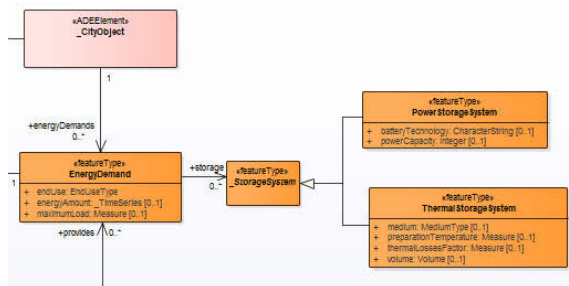 «ADEElement»
_CityObject
1
+energyDemands
0..*
«featureType»
EnergyDemand
+ endUse: EndUseType
+ energyAmount: _TimeSeries [0..1]
+ maximumLoad: Measure [0..1]
1
+provides
0..*
+storage
0..*
«featureType»
_StorageSystem
«featureType»
PowerStorageSystem
+ batteryTechnology: CharacterString [0..1]
+ powerCapacity: Integer [0..1]
«featureType»
ThermalStorageSystem
+ medium: MediumType [0..1]
+ preparationTemperature: Measure [0..1]
+ thermalLossesFactor: Measure [0..1]
+ volume: Volume [0..1]